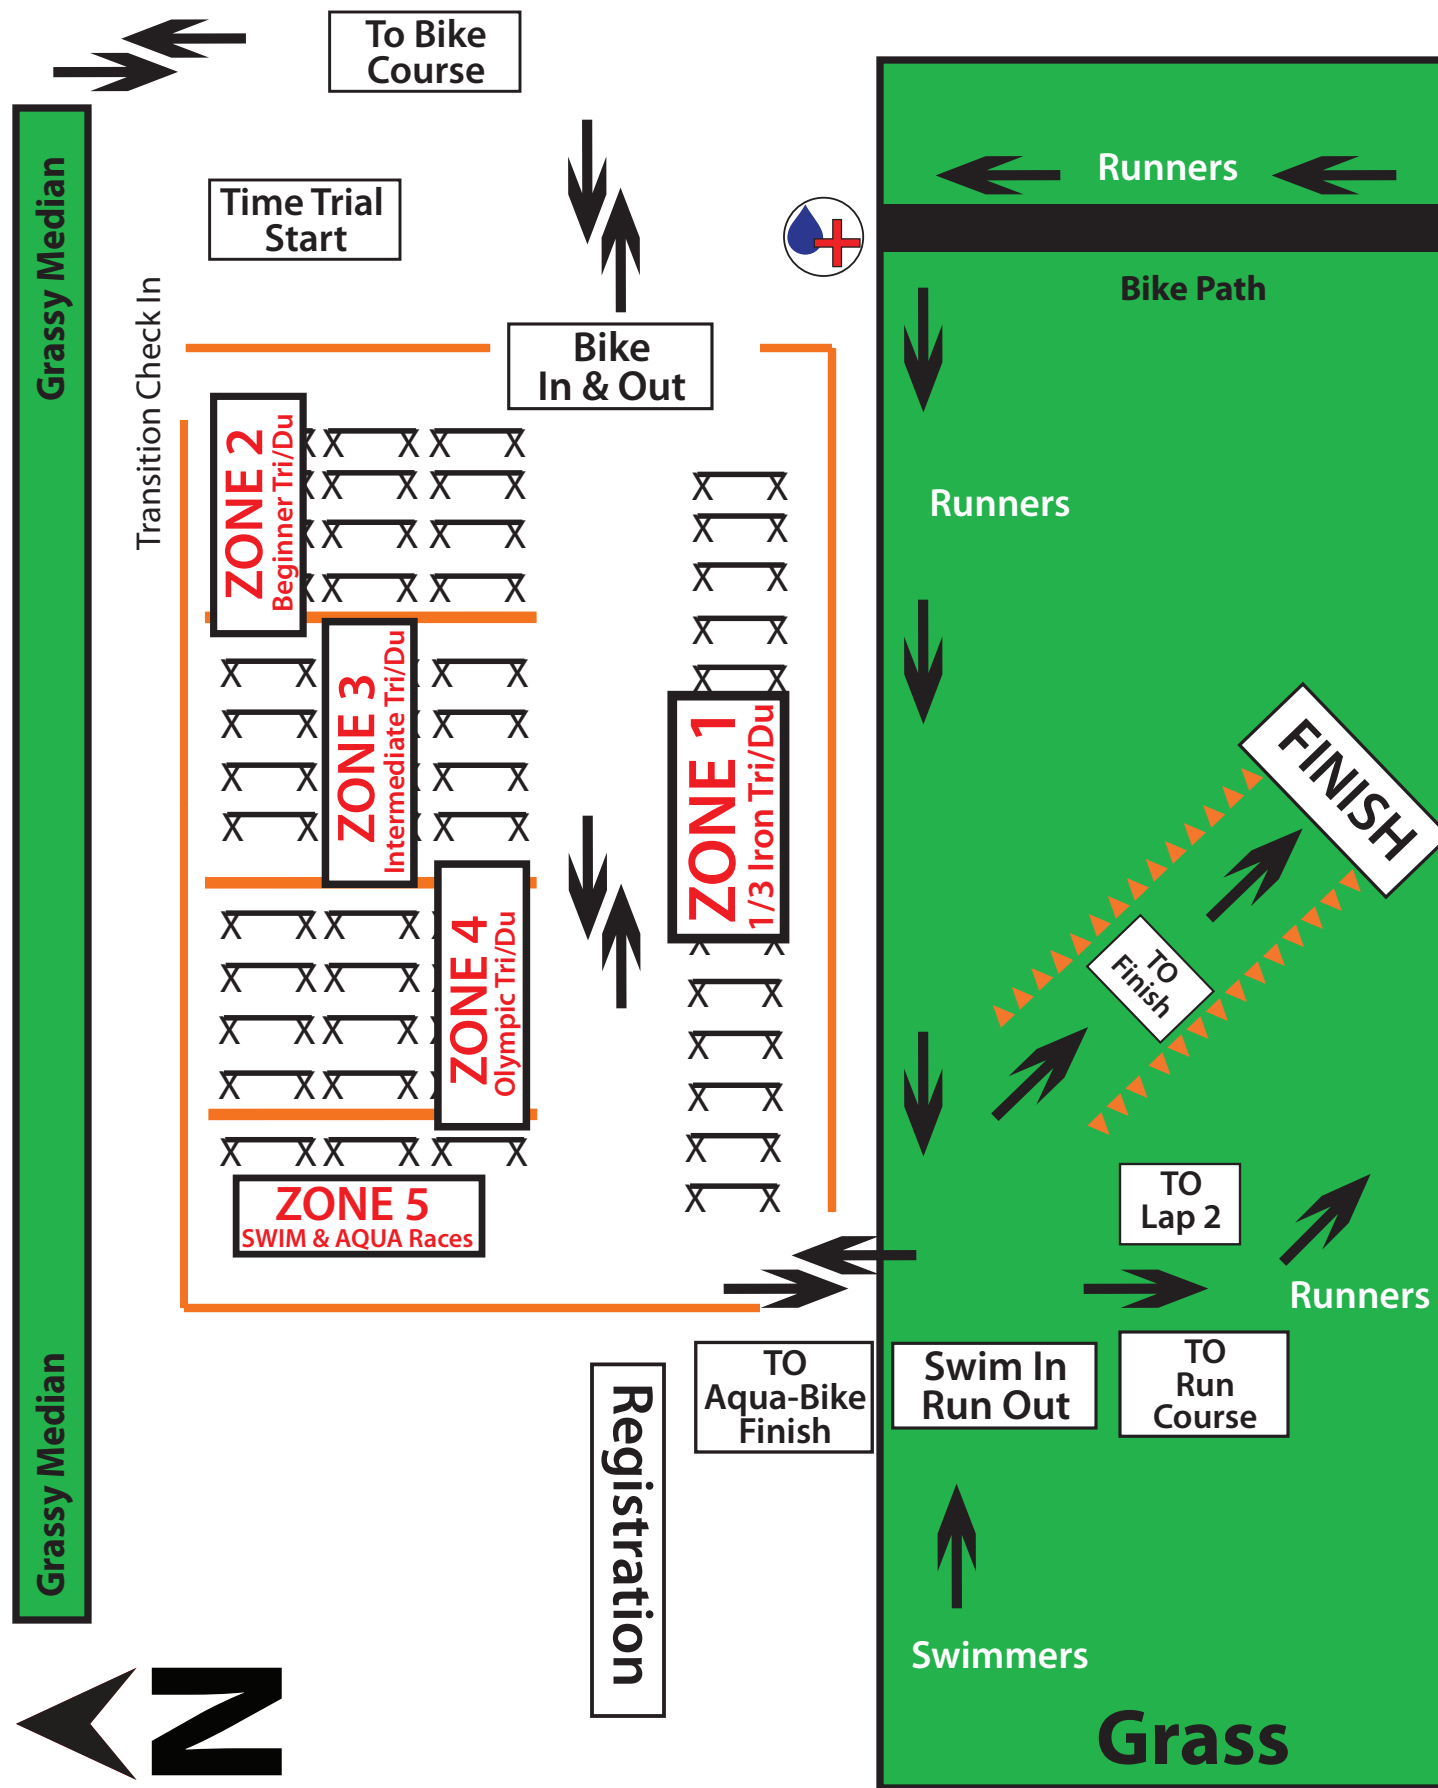 To Bike
Course
Runners
Grassy Median
Time Trial
Start
Bike Path
Transition Check In
Bike
In & Out
ZONE 2
Beginner Tri/Du
Runners
ZONE 3
Intermediate Tri/Du
ZONE 1
1/3 Iron Tri/Du
FINISH
ZONE 4
Olympic Tri/Du
TO
Finish
ZONE 5
SWIM & AQUA Races
TO
Lap 2
Runners
Grassy Median
Registration
TO
Aqua-Bike
Finish
Swim In
Run Out
TO
Run
Course
Swimmers
N
Grass